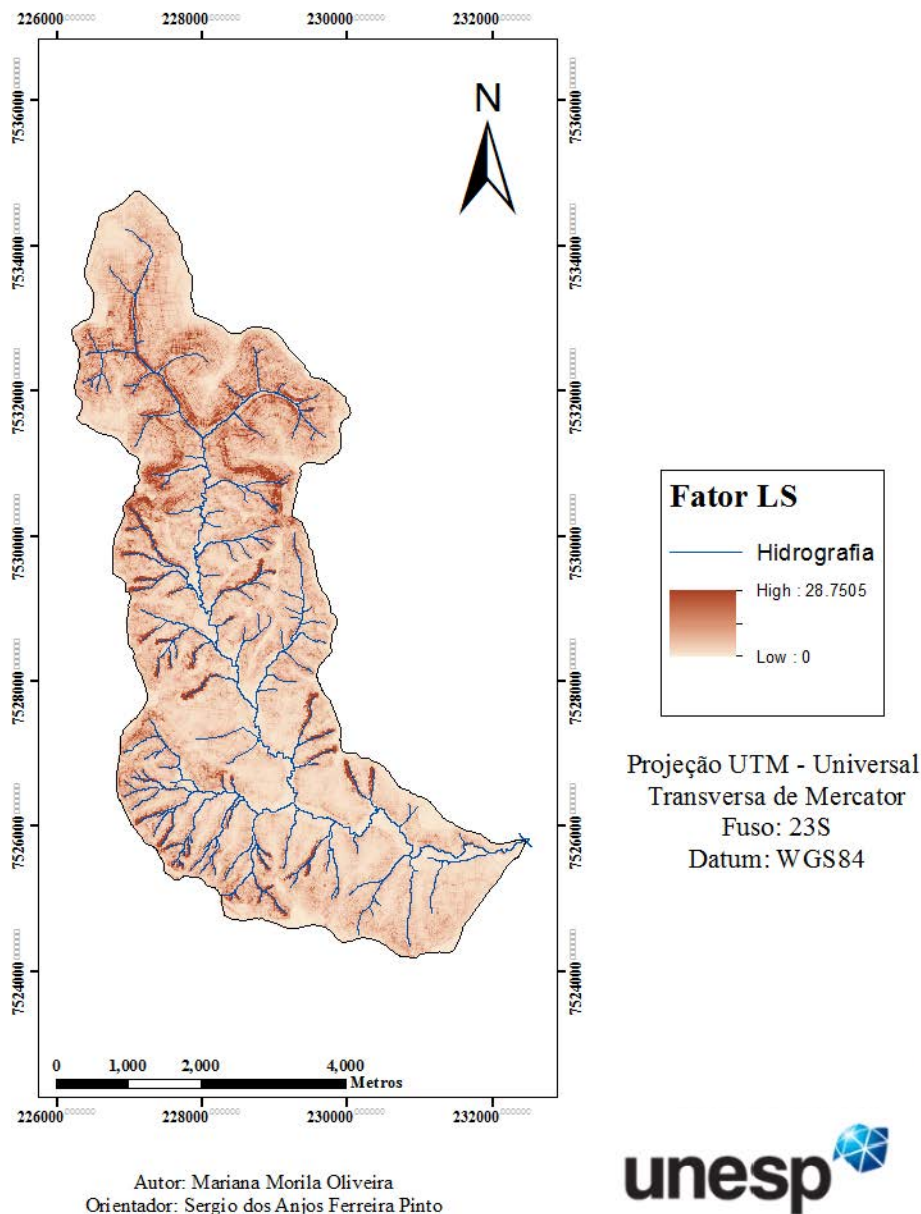 226000 228000 230000 232000
7536000 7536000
7534000 7534000
7532000 7532000
7530000 7530000
7528000 7528000
7526000 7526000
7524000 7524000
N
0 1,000 2,000 4,000
Metros
226000 228000 230000 232000
Fator LS
Hidrografia
High : 28.7505
Low : 0
Projeção UTM - Universal
Transversa de Mercator
Fuso: 23S
Datum: WGS84
Autor: Mariana Morila Oliveira
Orientador: Sergio dos Anjos Ferreira Pinto
unesp